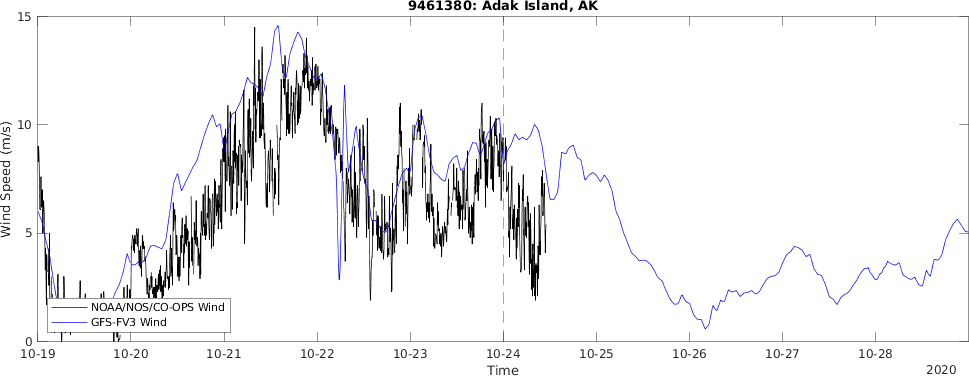 9461380: Adak Island, AK
Wind Speed (m/s)
15
10
5
0
NOAA/NOS/CO-OPS Wind
GFS-FV3 Wind
10-19 10-20 10-21 10-22 10-23 10-24 10-25 10-26 10-27 10-28
Time
2020